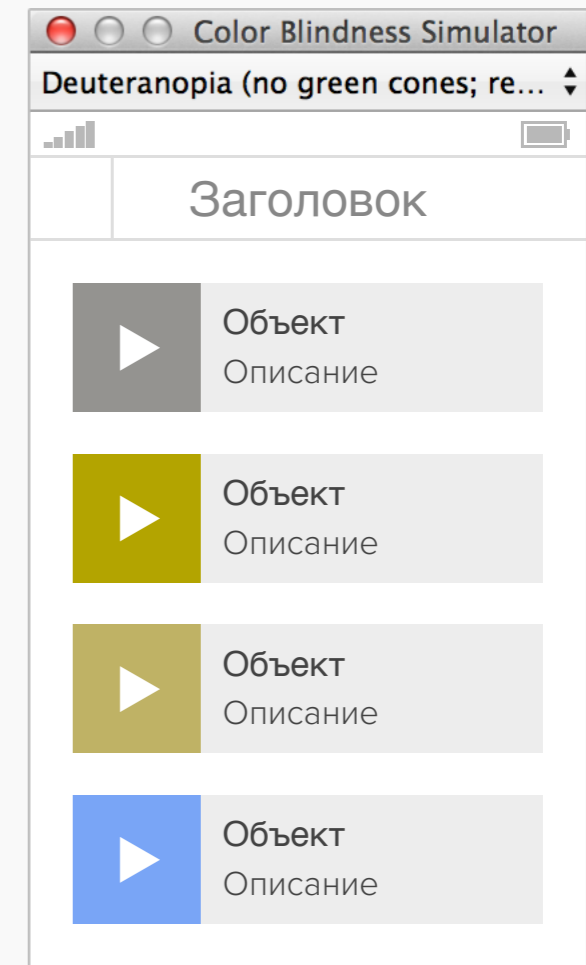 Color Blindness Simulator
Deuteranopia (no green cones; re...
Заголовок
Объект
Описание
Объект
Описание
Объект
Описание
Объект
Описание